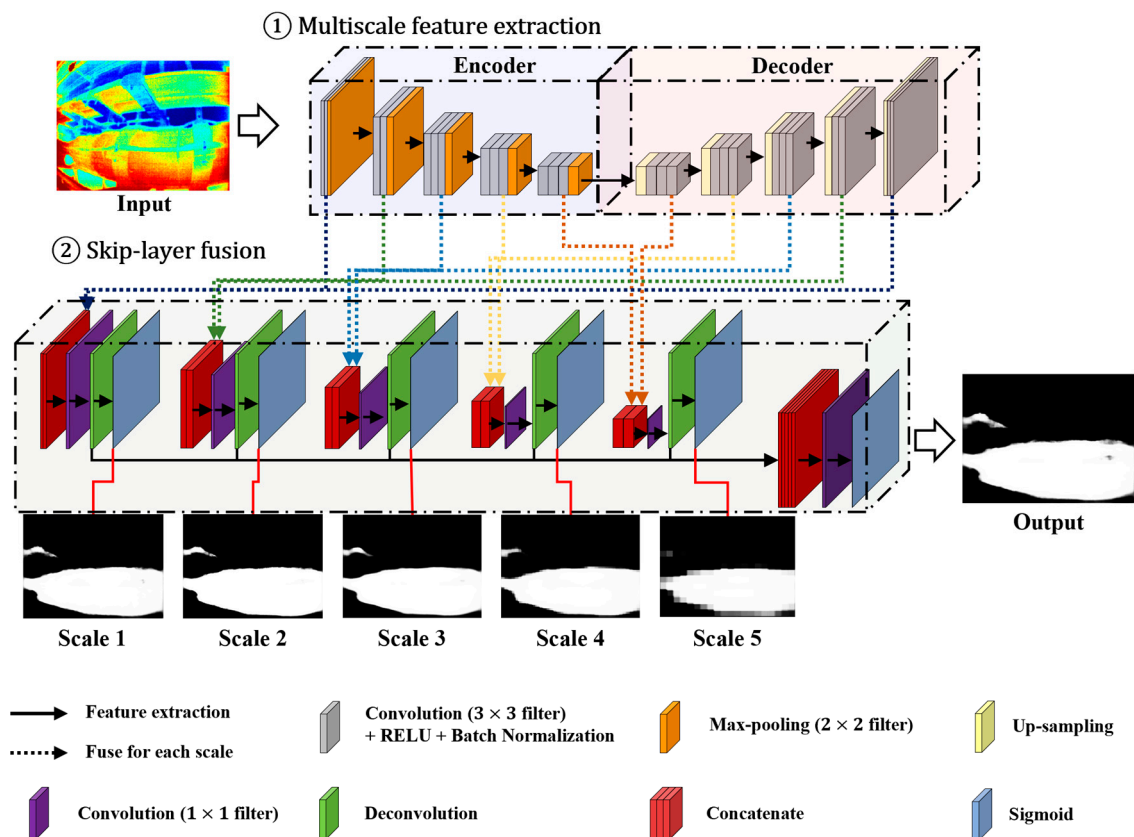 ① Multiscale feature extraction
Encoder
Decoder
Input
② Skip-layer fusion
Output
Scale 1
Scale 2
Scale 3
Scale 4
Scale 5
Feature extraction
Fuse for each scale
Convolution (3 × 3 filter)
+ RELU + Batch Normalization
Max-pooling (2 × 2 filter)
Up-sampling
Convolution (1 × 1 filter)
Deconvolution
Concatenate
Sigmoid